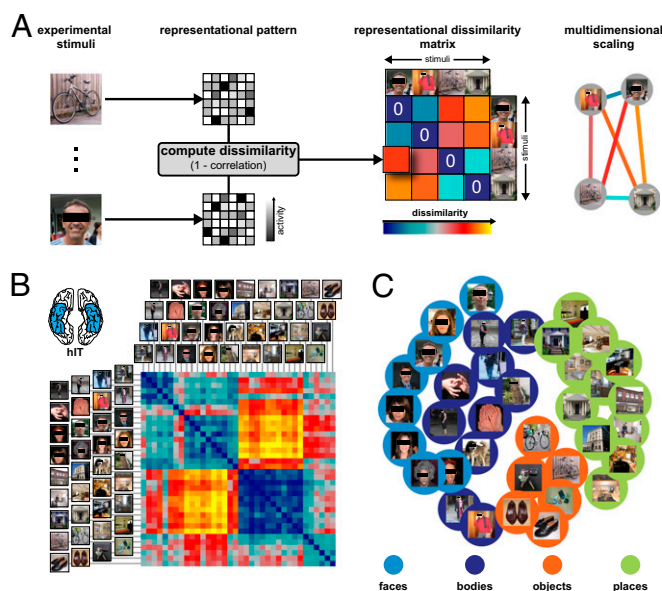 A
experimental stimuli
representational pattern
representational dissimilarity matrix
multidimensional scaling
stimuli
0
0
0
0
stimuli
compute dissimilarity
(1 - correlation)
activity
dissimilarity
B
hIT
C
faces
bodies
objects
places